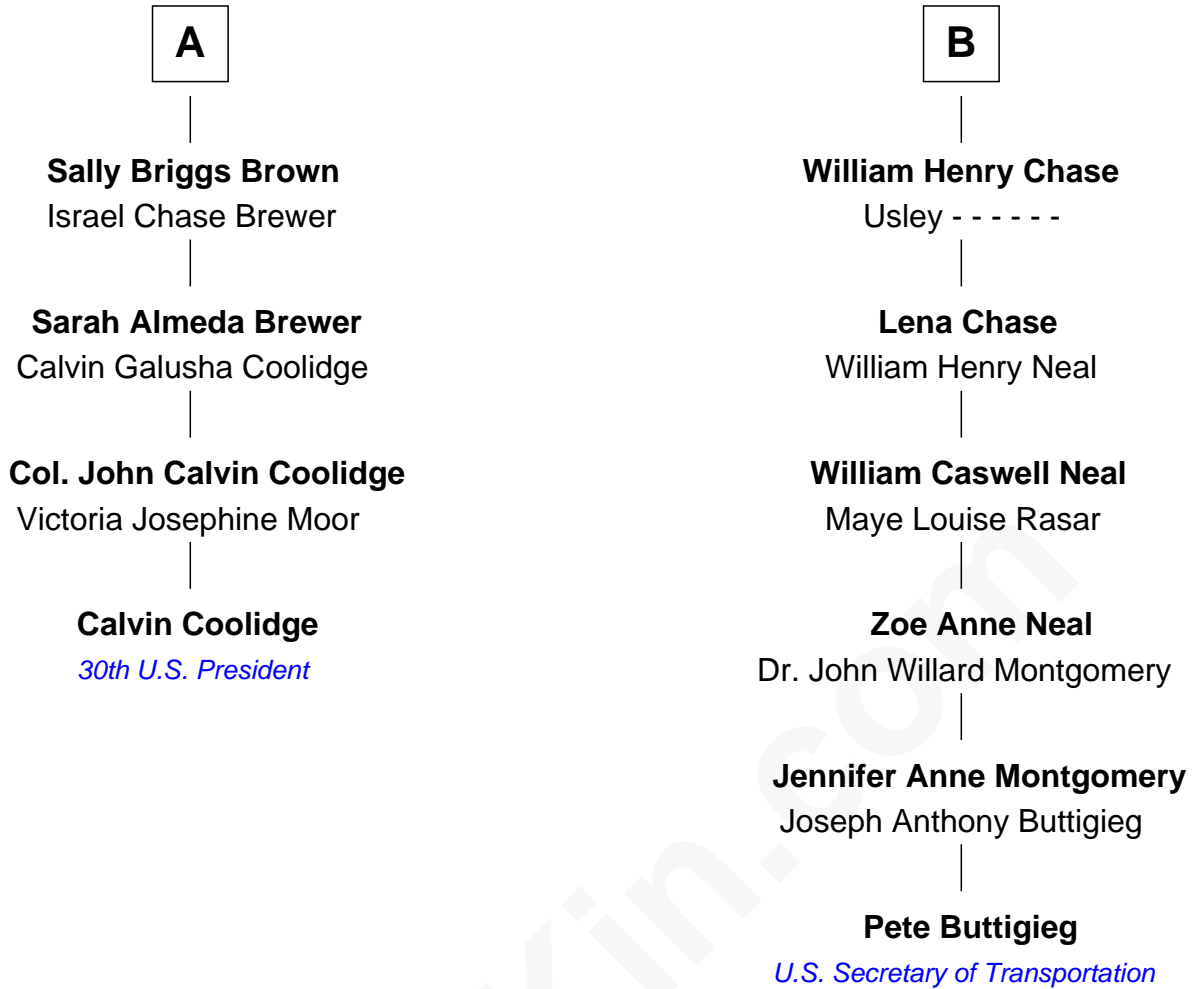 A
Sally Briggs Brown
Israel Chase Brewer
Sarah Almeda Brewer
Calvin Galusha Coolidge
Col. John Calvin Coolidge
Victoria Josephine Moor
Calvin Coolidge
30th U.S. President
B
William Henry Chase
Usley - - - - - -
Lena Chase
William Henry Neal
William Caswell Neal
Maye Louise Rasar
Zoe Anne Neal
Dr. John Willard Montgomery
Jennifer Anne Montgomery
Joseph Anthony Buttigieg
Pete Buttigieg
U.S. Secretary of Transportation
Kin.com